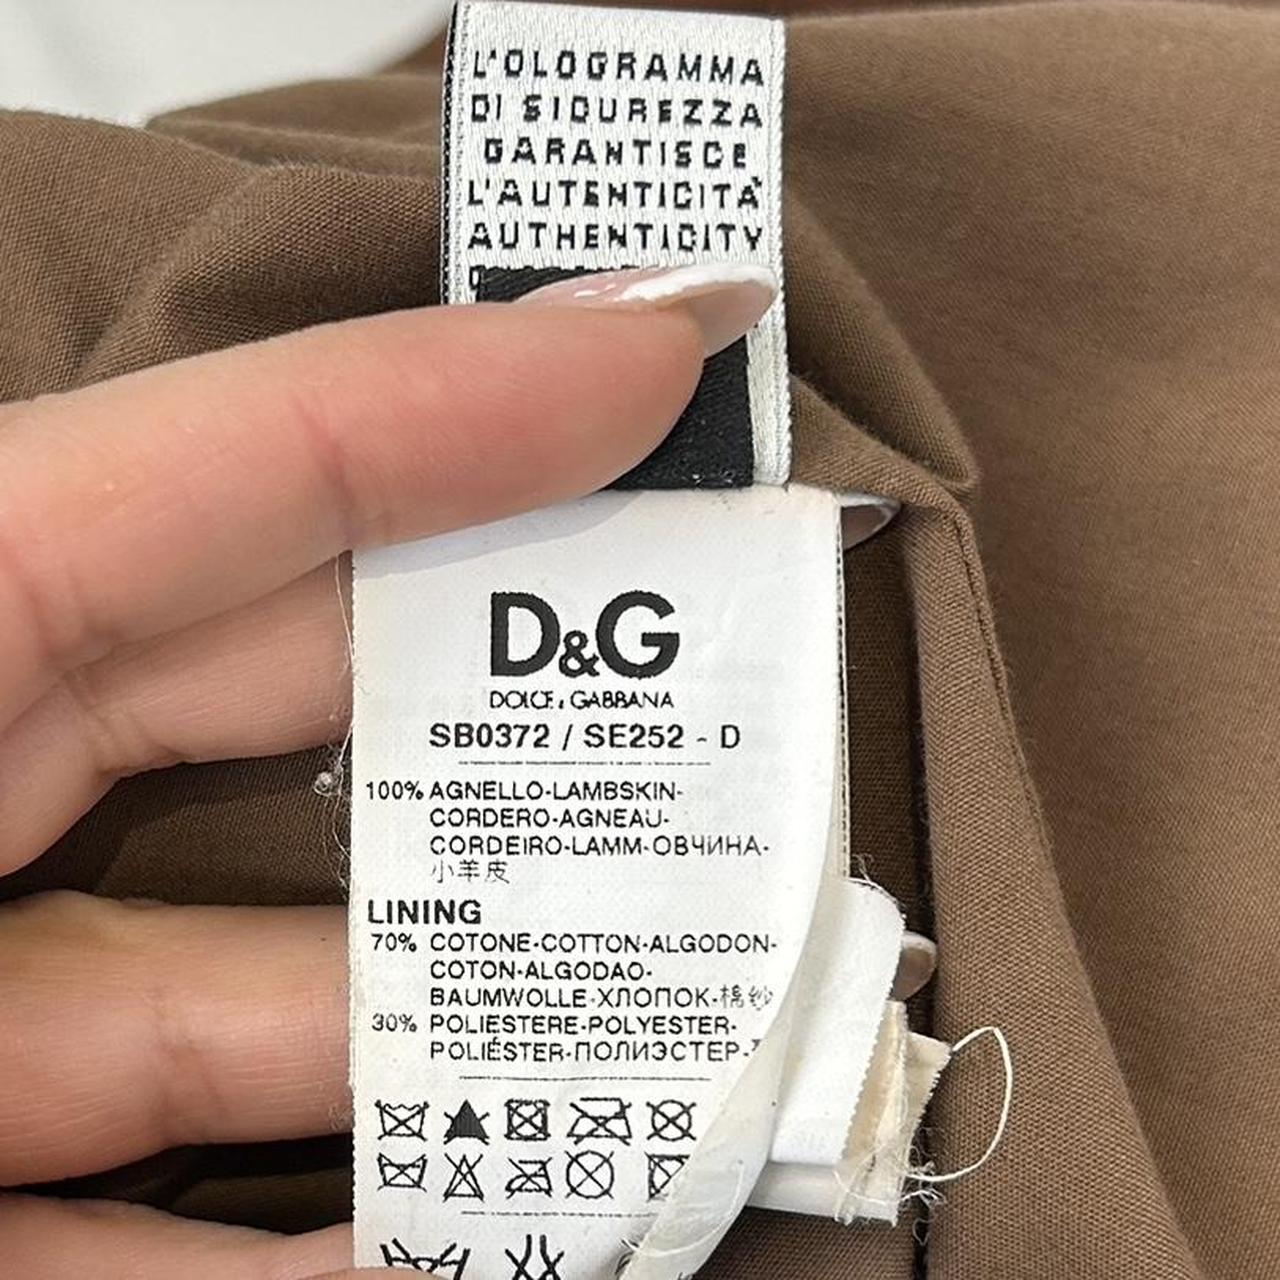 L'OLOGRAMMA
DI SICUREZZA
GARANTISCE
L'AUTENTICITÀ
AUTHENTICITY
D&G
DOLCE & GABBANA
SB0372 / SE252 - D
100% AGNELLO-LAMBSKIN-
CORDERO-AGNEAU-
CORDEIRO-LAMM-ОВЧИНА-
小羊皮
LINING
70% COTONE-COTTON-ALGODON-
COTON-ALGODAO-
BAUMWOLLE-ХЛОПОК-棉纱
30% POLIESTERE-POLYESTER-
POLIÉSTER-ПОЛИЭСТЕР-